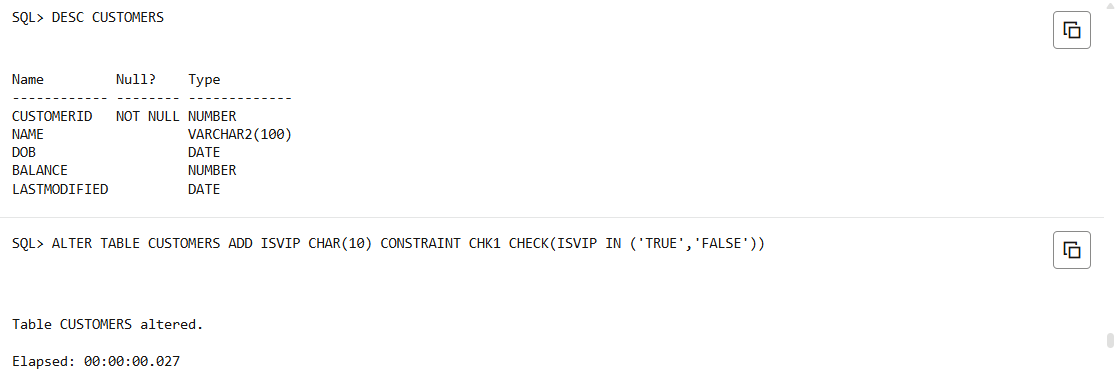 SQL> DESC CUSTOMERS
Name         Null?    Type
------------ -------- -------------
CUSTOMERID   NOT NULL NUMBER
NAME                  VARCHAR2(100)
DOB                   DATE
BALANCE               NUMBER
LASTMODIFIED          DATE
SQL> ALTER TABLE CUSTOMERS ADD ISVIP CHAR(10) CONSTRAINT CHK1 CHECK(ISVIP IN ('TRUE','FALSE'))
Table CUSTOMERS altered.
Elapsed: 00:00:00.027